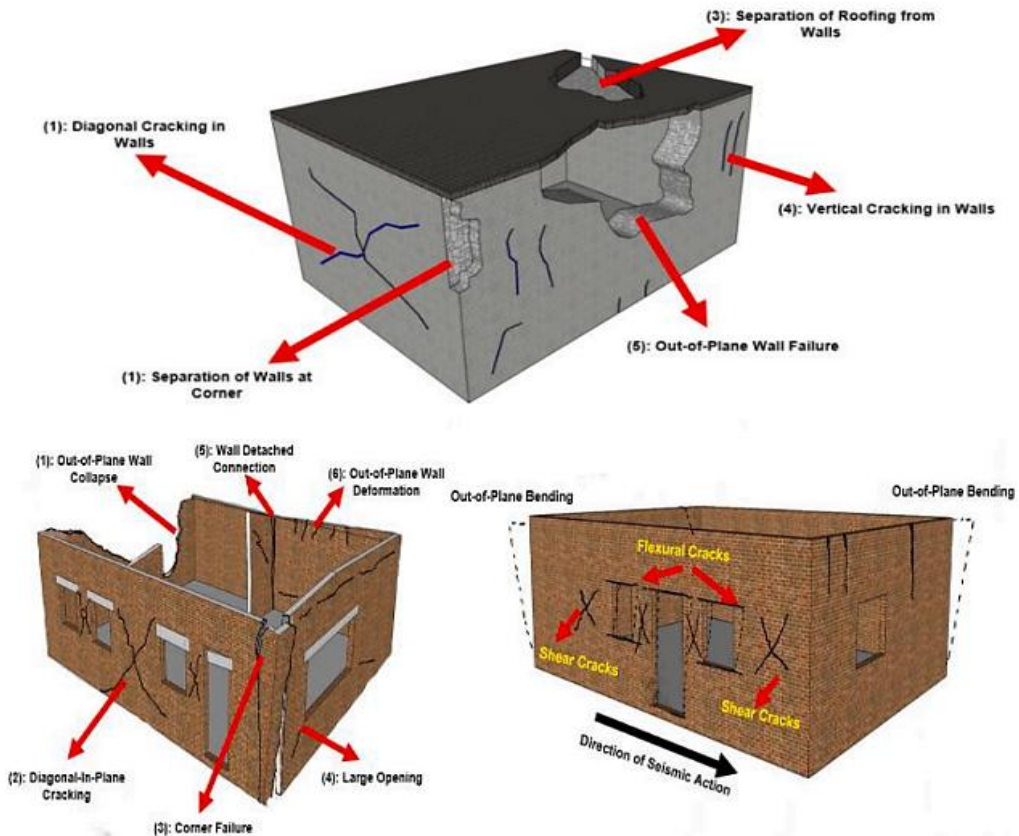 (3): Separation of Roofing from
Walls
(1): Diagonal Cracking in
Walls
(4): Vertical Cracking in Walls
(5): Out-of-Plane Wall Failure
(1): Separation of Walls at
Corner
(1): Out-of-Plane Wall
Collapse
(5): Wall Detached
Connection
(6): Out-of-Plane Wall
Deformation
(2): Diagonal-In-Plane
Cracking
(3): Corner Failure
(4): Large Opening
Out-of-Plane Bending
Out-of-Plane Bending
Flexural Cracks
Shear Cracks
Shear Cracks
Direction of Seismic Action